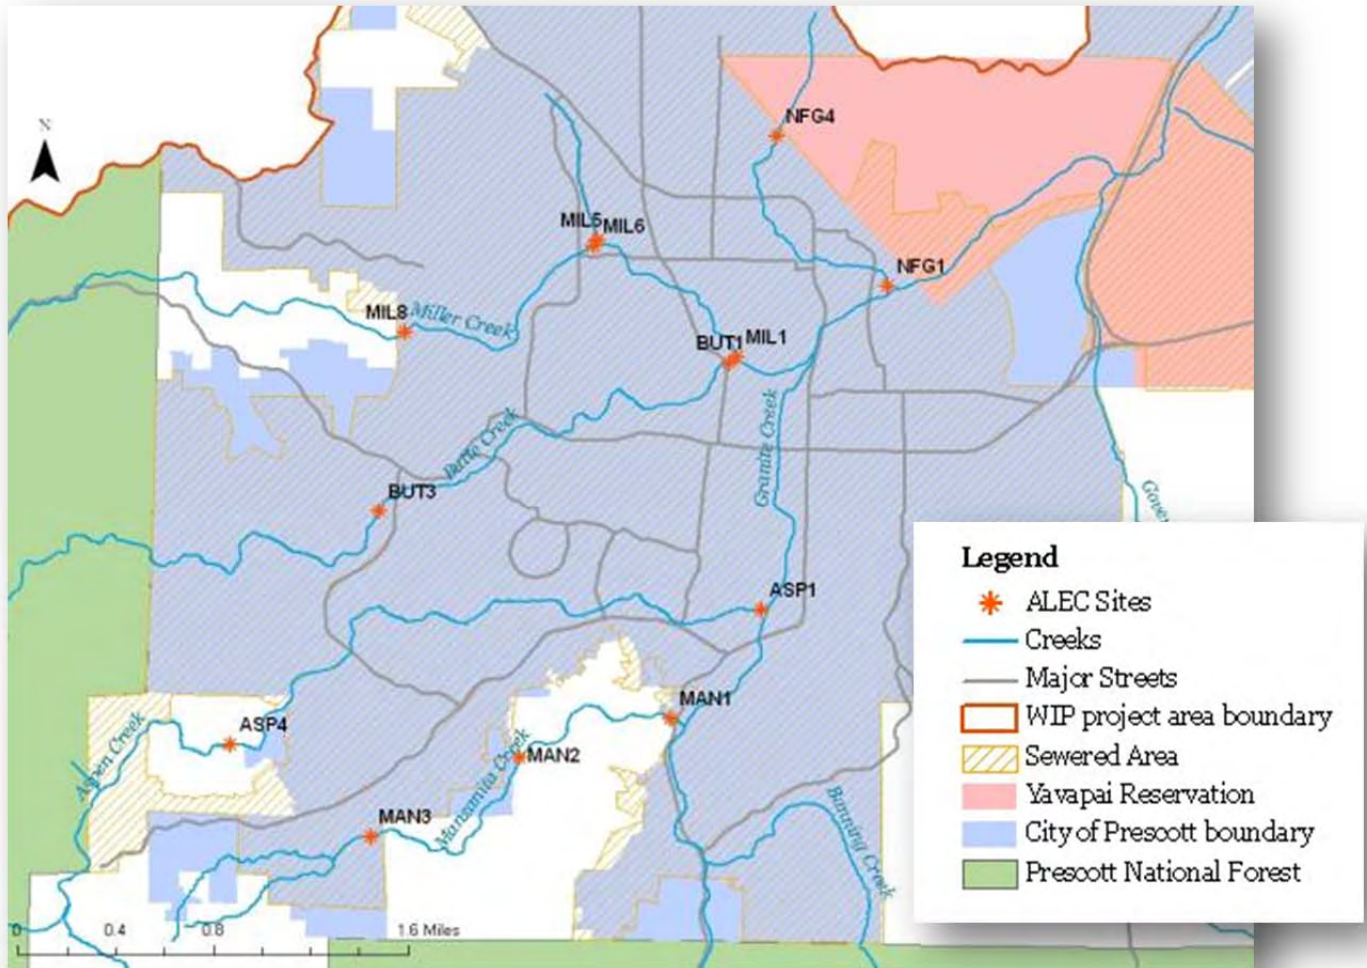 N
NFG4
MIL5
MIL6
NFG1
MIL8
Miller Creek
BUT1
MIL1
Granite Creek
Butte Creek
BUT3
ASP1
MAN1
ASP4
Aspen Creek
MAN2
Manzanita Creek
MAN3
Banning Creek
0 0.4 0.8 1.6 Miles
Legend
ALEC Sites
Creeks
Major Streets
WIP project area boundary
Sewered Area
Yavapai Reservation
City of Prescott boundary
Prescott National Forest